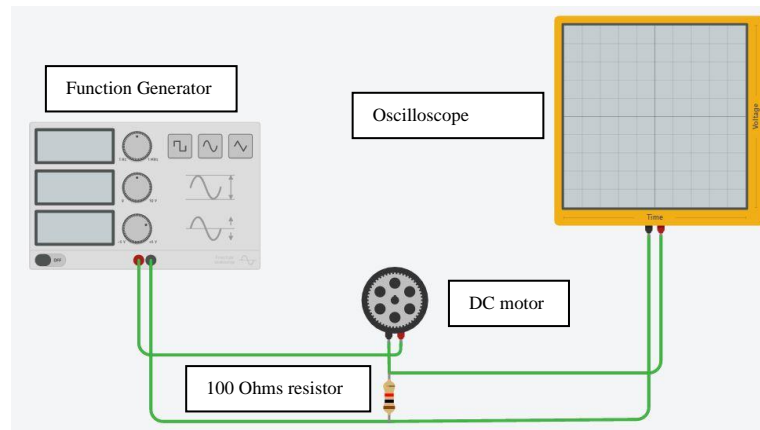 Function Generator
Oscilloscope
Voltage
Time
OFF
DC motor
100 Ohms resistor